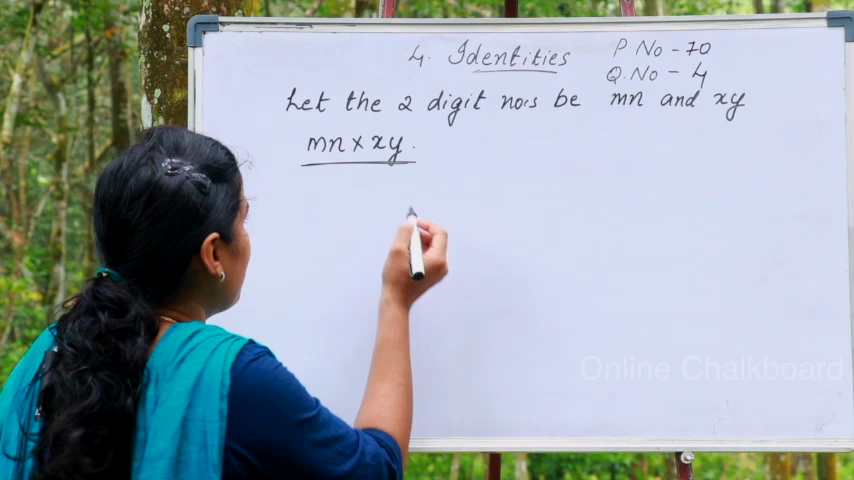 4. Identities P.No - 70
Q.No - 4
Let the 2 digit no:s be mn and xy
mn x xy.
Online Chalkboard